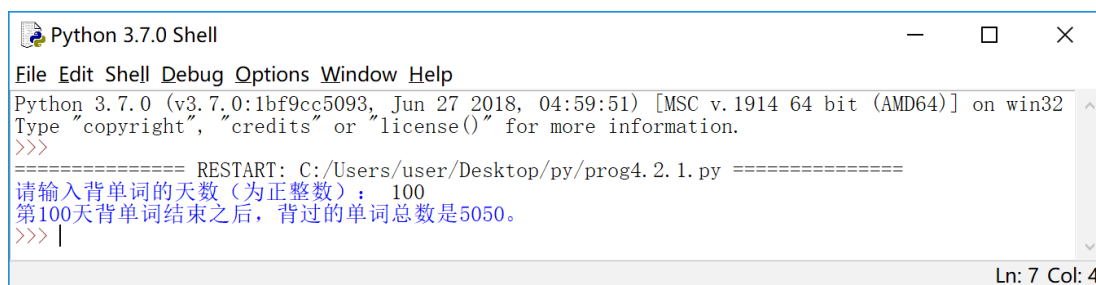 Python 3.7.0 Shell
File Edit Shell Debug Options Window Help
Python 3.7.0 (v3.7.0:1bf9cc5093, Jun 27 2018, 04:59:51) [MSC v.1914 64 bit (AMD64)] on win32
Type "copyright", "credits" or "license()" for more information.
>>>
=============== RESTART: C:/Users/user/Desktop/py/prog4.2.1.py ===============
请输入背单词的天数（为正整数）： 100
第100天背单词结束之后，背过的单词总数是5050。
>>>
Ln: 7 Col: 4